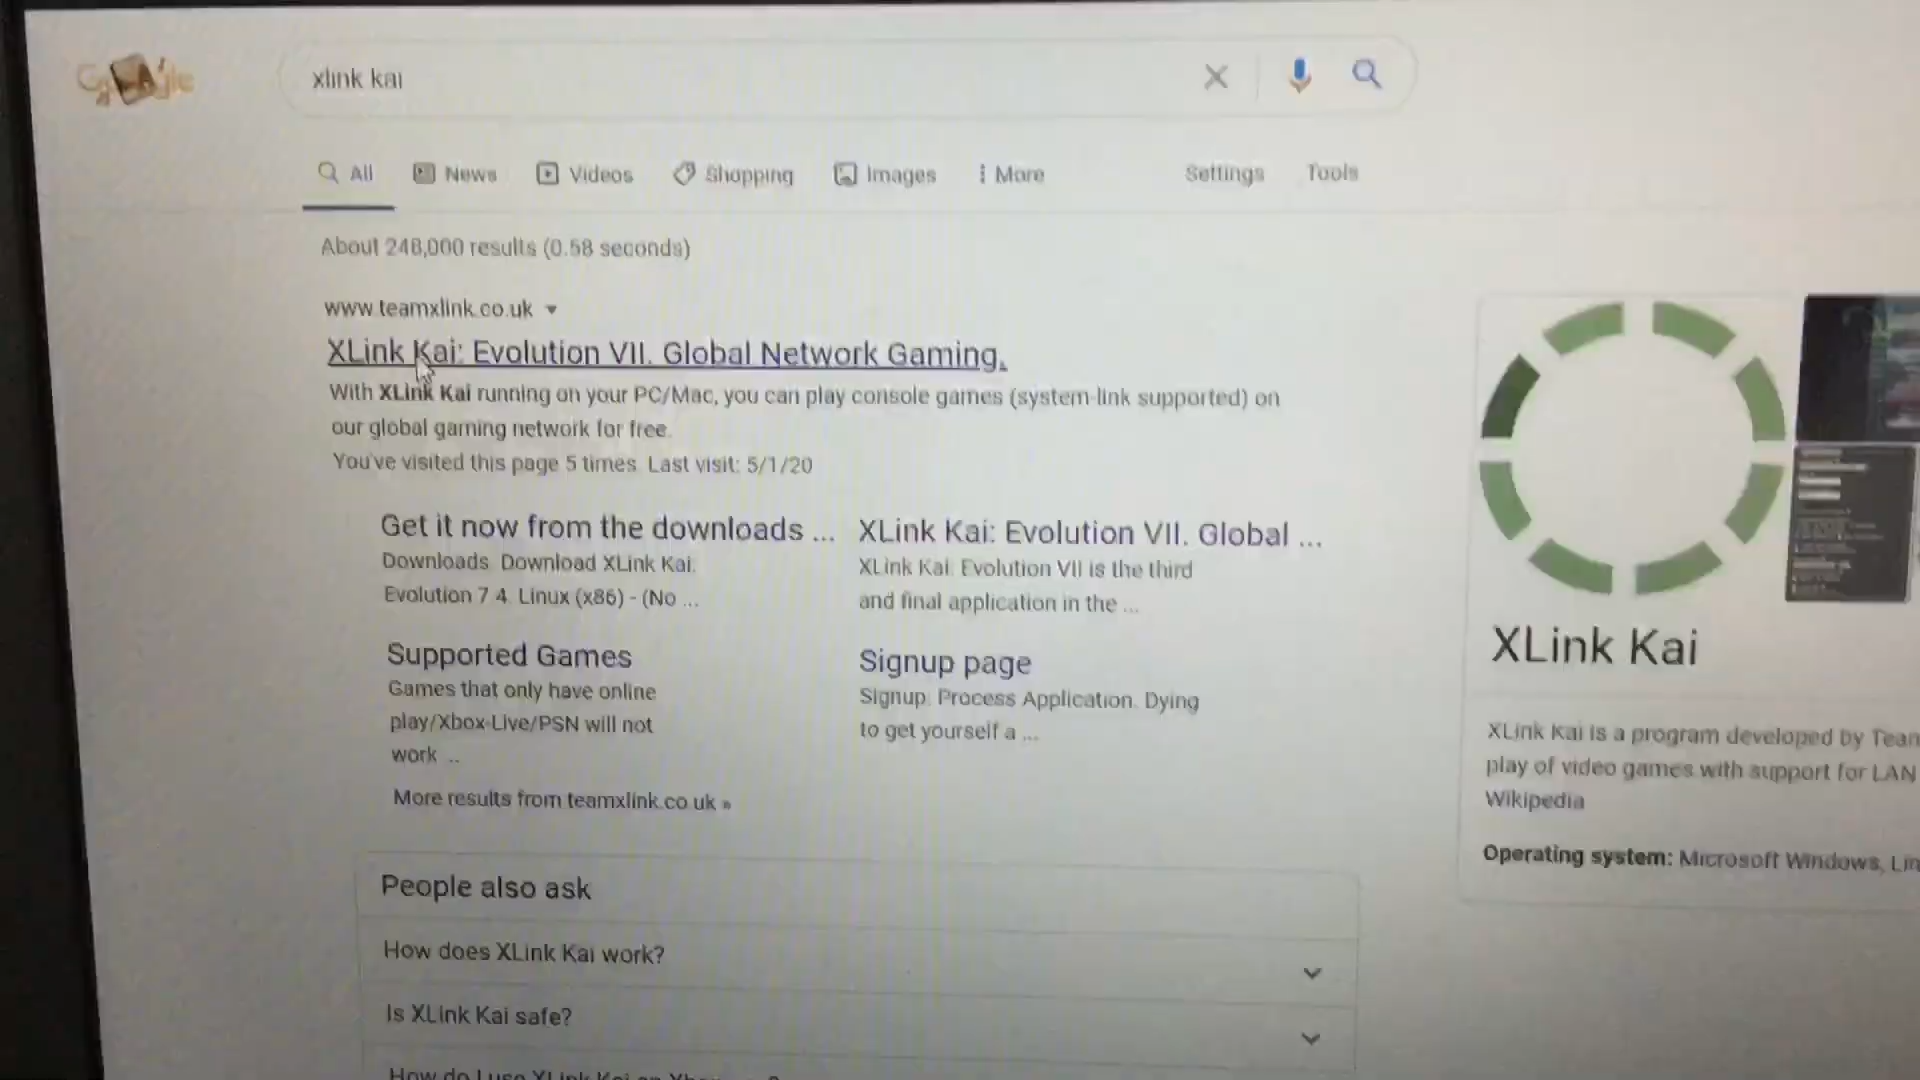 xlink kai
All News Videos Shopping Images More Settings Tools
About 248,000 results (0.58 seconds)
www.teamxlink.co.uk
XLink Kai: Evolution VII. Global Network Gaming.
With XLink Kai running on your PC/Mac, you can play console games (system-link supported) on
our global gaming network for free.
You've visited this page 5 times. Last visit: 5/1/20
Get it now from the downloads ...
Downloads. Download XLink Kai.
Evolution 7 4. Linux (x86) - (No ...
XLink Kai: Evolution VII. Global ...
XLink Kai: Evolution VII is the third
and final application in the ...
Supported Games
Games that only have online
play/Xbox-Live/PSN will not
work ...
Signup page
Signup: Process Application. Dying
to get yourself a ...
More results from teamxlink.co.uk »
People also ask
How does XLink Kai work?
Is XLink Kai safe?
How do I use XLink Kai on
XLink Kai
XLink Kai is a program developed by Team
play of video games with support for LAN
Wikipedia
Operating system: Microsoft Windows,